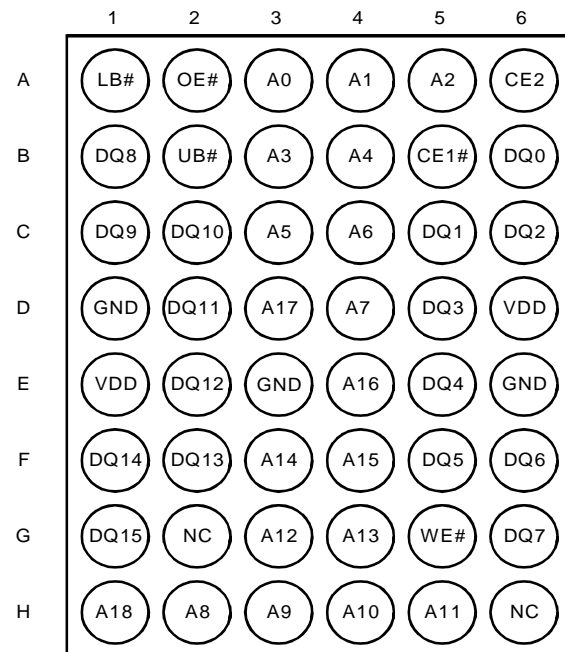 1 2 3 4 5 6
A LB# OE# A0 A1 A2 CE2
B DQ8 UB# A3 A4 CE1# DQ0
C DQ9 DQ10 A5 A6 DQ1 DQ2
D GND DQ11 A17 A7 DQ3 VDD
E VDD DQ12 GND A16 DQ4 GND
F DQ14 DQ13 A14 A15 DQ5 DQ6
G DQ15 NC A12 A13 WE# DQ7
H A18 A8 A9 A10 A11 NC